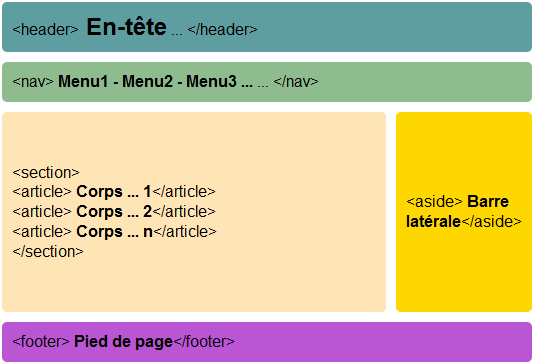 <header> En-tête ... </header>
<nav> Menu1 - Menu2 - Menu3 ... ... </nav>
<section>
<article> Corps ... 1</article>
<article> Corps ... 2</article>
<article> Corps ... n</article>
</section>
<aside> Barre
latérale</aside>
<footer> Pied de page</footer>